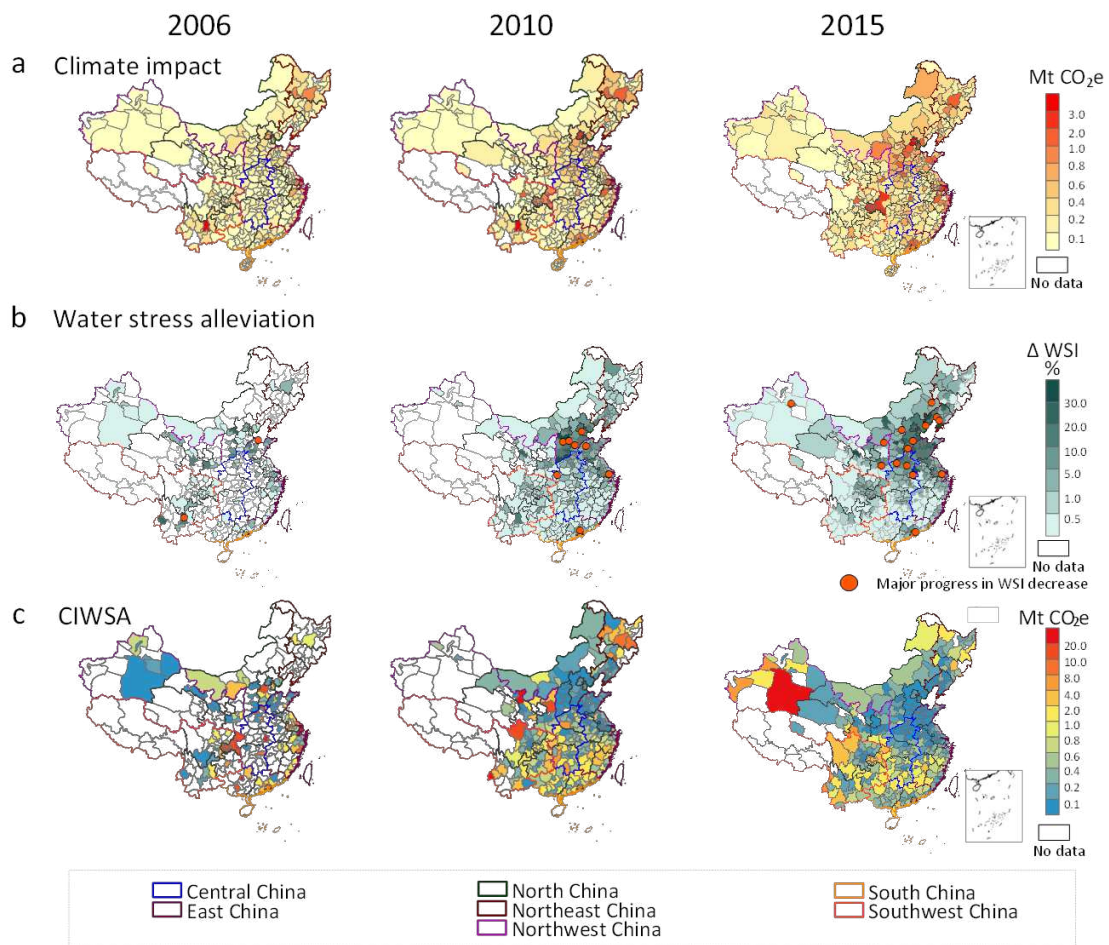 2006 2010 2015
a Climate impact
Mt CO₂e
3.0
2.0
1.0
0.8
0.6
0.4
0.2
0.1
No data
b Water stress alleviation
Δ WSI
%
30.0
20.0
10.0
5.0
1.0
0.5
No data
Major progress in WSI decrease
c CIWSA
Mt CO₂e
20.0
10.0
8.0
4.0
2.0
1.0
0.8
0.6
0.4
0.2
0.1
No data
Central China North China South China
East China Northeast China Southwest China
Northwest China